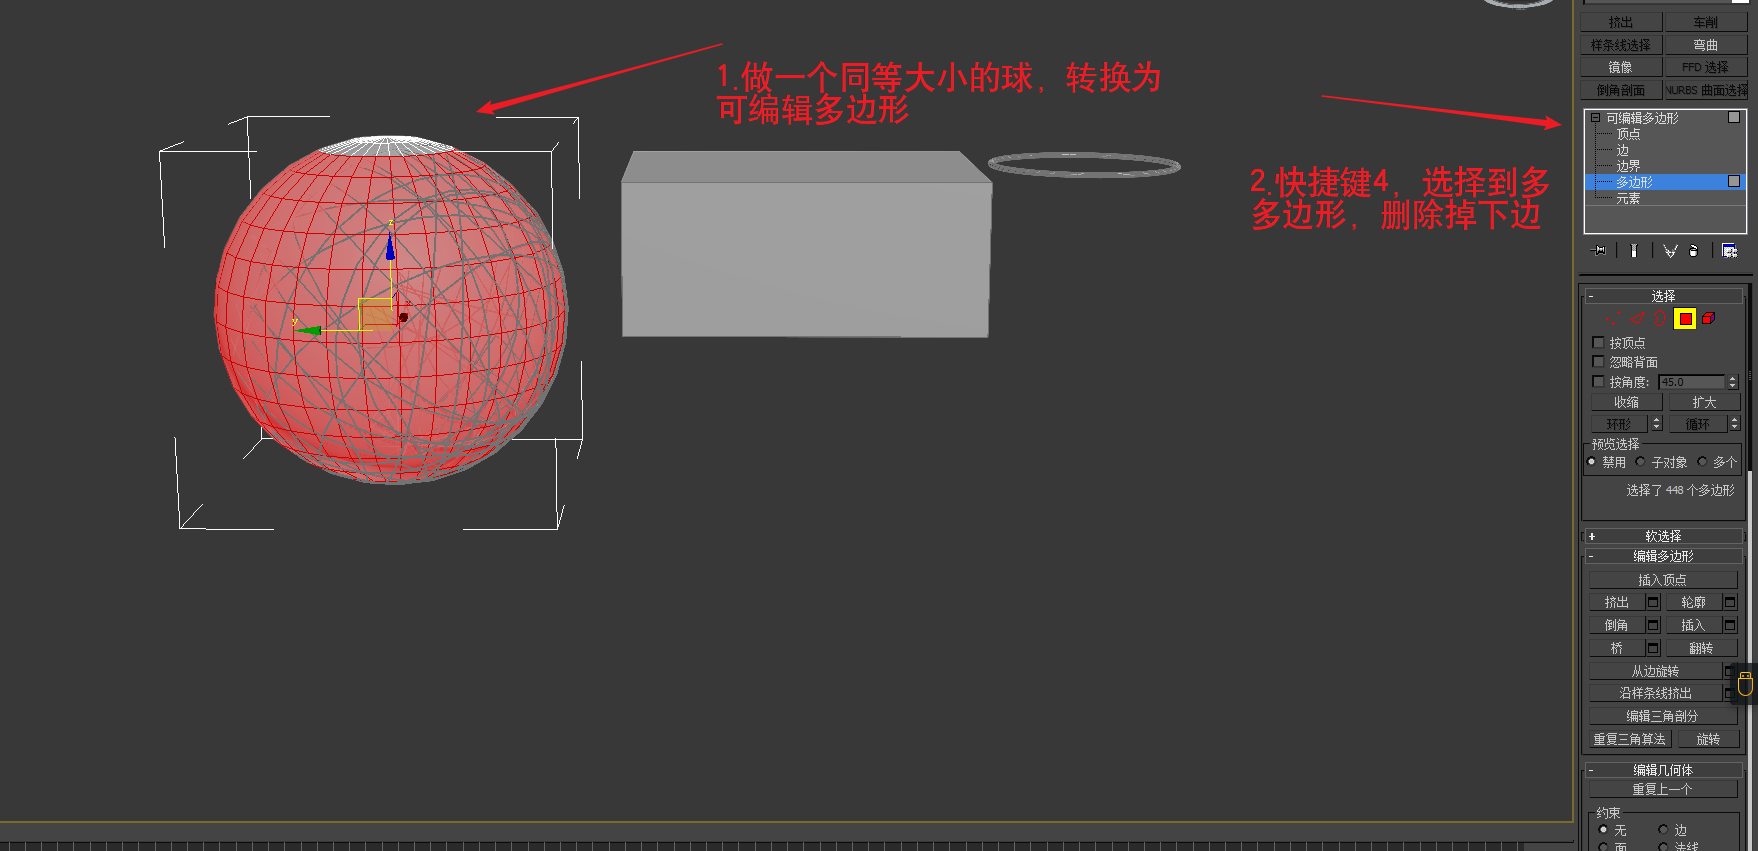 挤出 车削
样条线选择 弯曲
镜像 FFD 选择
倒角剖面 NURBS 曲面选择
1.做一个同等大小的球，转换为
可编辑多边形
2.快捷键4，选择到多
多边形，删除掉下边
可编辑多边形
顶点
边
边界
多边形
元素
z
y
x
- 选择
按顶点
忽略背面
按角度: 45.0
收缩 扩大
环形 循环
预览选择
禁用 子对象 多个
选择了 448 个多边形
+ 软选择
- 编辑多边形
插入顶点
挤出 轮廓
倒角 插入
桥 翻转
从边旋转
沿样条线挤出
编辑三角剖分
重复三角算法 旋转
- 编辑几何体
重复上一个
约束
无 边
面 法线